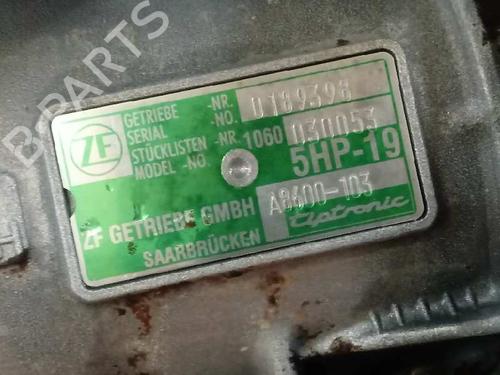 B-PARTS
ZF
GETRIEBE -NR. 0189398
SERIAL -NO.
STÜCKLISTEN -NR. 1060 030053
MODEL -NO. 5HP-19
ZF GETRIEBE GMBH A8600-103
SAARBRÜCKEN Tiptronic